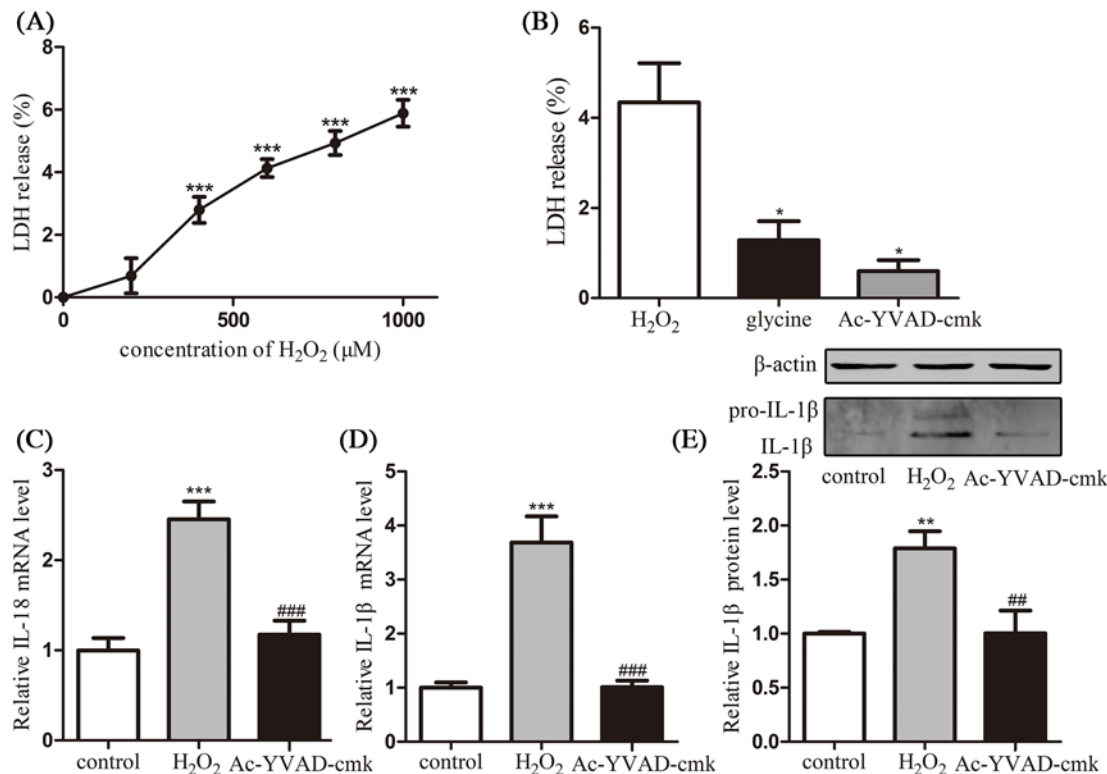 (A)
LDH release (%)
8
6
4
2
0
***
***
***
***
0
500
1000
concentration of H₂O₂ (μM)
(B)
LDH release (%)
6
4
2
0
*
*
H₂O₂
glycine
Ac-YVAD-cmk
β-actin
pro-IL-1β
IL-1β
control
H₂O₂
Ac-YVAD-cmk
(C)
Relative IL-18 mRNA level
3
2
1
0
***
###
control
H₂O₂
Ac-YVAD-cmk
(D)
Relative IL-1β mRNA level
5
4
3
2
1
0
***
###
control
H₂O₂
Ac-YVAD-cmk
(E)
Relative IL-1β protein level
2.5
2.0
1.5
1.0
0.5
0.0
**
##
control
H₂O₂
Ac-YVAD-cmk